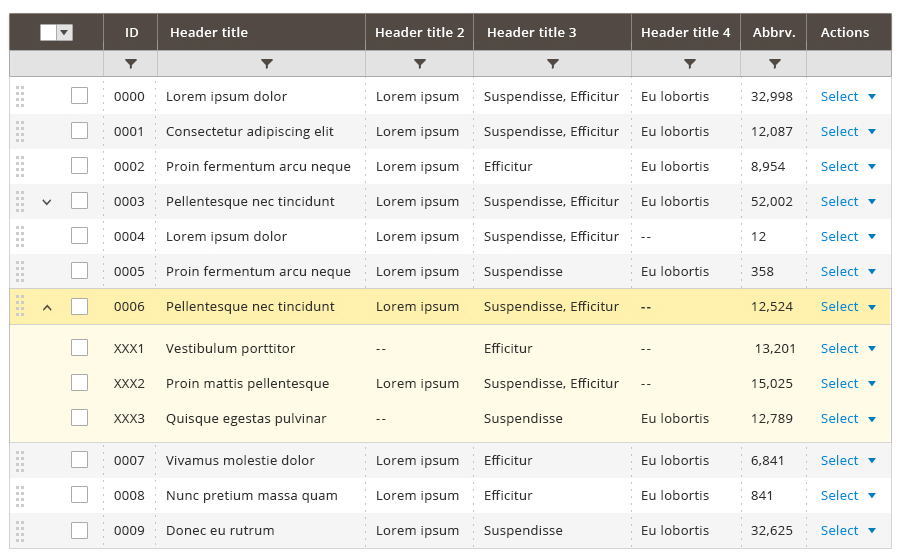 ID Header title Header title 2 Header title 3 Header title 4 Abbrv. Actions
0000 Lorem ipsum dolor Lorem ipsum Suspendisse, Efficitur Eu lobortis 32,998 Select
0001 Consectetur adipiscing elit Lorem ipsum Suspendisse, Efficitur Eu lobortis 12,087 Select
0002 Proin fermentum arcu neque Lorem ipsum Efficitur Eu lobortis 8,954 Select
0003 Pellentesque nec tincidunt Lorem ipsum Suspendisse, Efficitur Eu lobortis 52,002 Select
0004 Lorem ipsum dolor Lorem ipsum Suspendisse, Efficitur -- 12 Select
0005 Proin fermentum arcu neque Lorem ipsum Suspendisse Eu lobortis 358 Select
0006 Pellentesque nec tincidunt Lorem ipsum Suspendisse, Efficitur -- 12,524 Select
XXX1 Vestibulum porttitor -- Efficitur -- 13,201 Select
XXX2 Proin mattis pellentesque Lorem ipsum Suspendisse, Efficitur -- 15,025 Select
XXX3 Quisque egestas pulvinar -- Suspendisse Eu lobortis 12,789 Select
0007 Vivamus molestie dolor Lorem ipsum Efficitur Eu lobortis 6,841 Select
0008 Nunc pretium massa quam Lorem ipsum Efficitur Eu lobortis 841 Select
0009 Donec eu rutrum Lorem ipsum Suspendisse Eu lobortis 32,625 Select